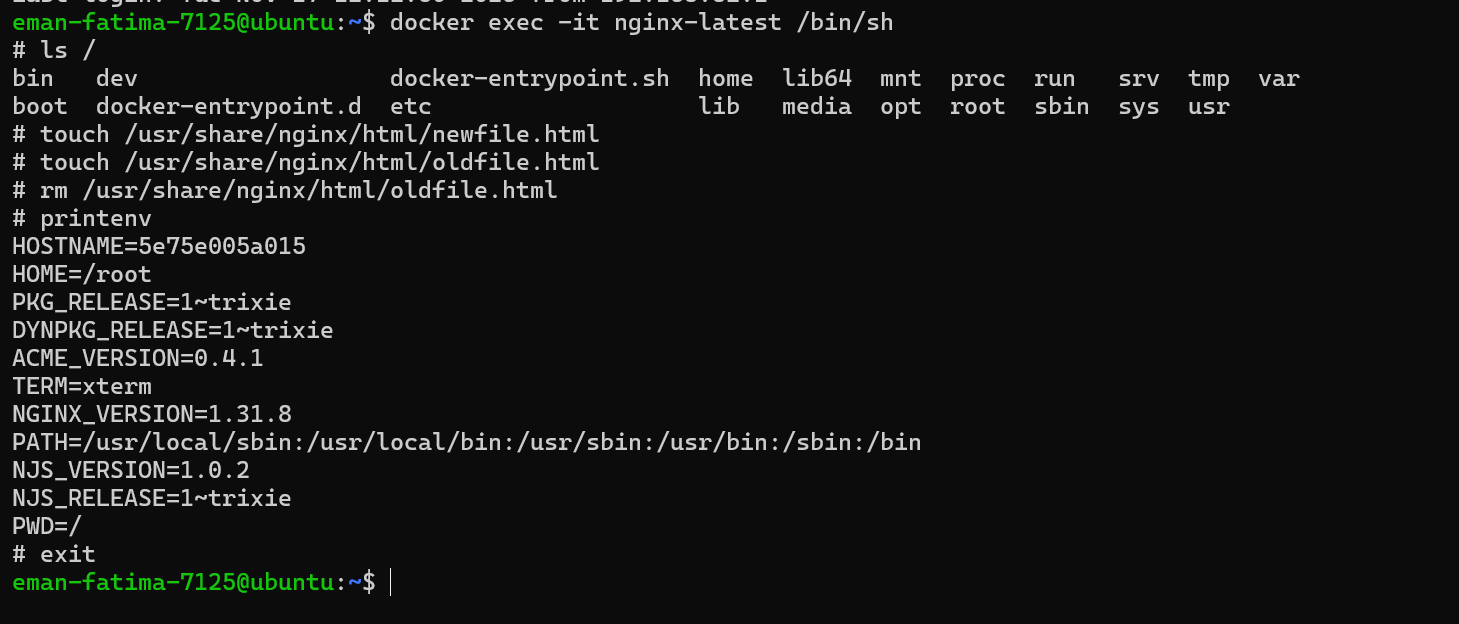 eman-fatima-7125@ubuntu:~$ docker exec -it nginx-latest /bin/sh
# ls /
bin   dev                  docker-entrypoint.sh  home  lib64  mnt  proc  run   srv  tmp  var
boot  docker-entrypoint.d  etc                   lib   media  opt  root  sbin  sys  usr
# touch /usr/share/nginx/html/newfile.html
# touch /usr/share/nginx/html/oldfile.html
# rm /usr/share/nginx/html/oldfile.html
# printenv
HOSTNAME=5e75e005a015
HOME=/root
PKG_RELEASE=1~trixie
DYNPKG_RELEASE=1~trixie
ACME_VERSION=0.4.1
TERM=xterm
NGINX_VERSION=1.31.8
PATH=/usr/local/sbin:/usr/local/bin:/usr/sbin:/usr/bin:/sbin:/bin
NJS_VERSION=1.0.2
NJS_RELEASE=1~trixie
PWD=/
# exit
eman-fatima-7125@ubuntu:~$